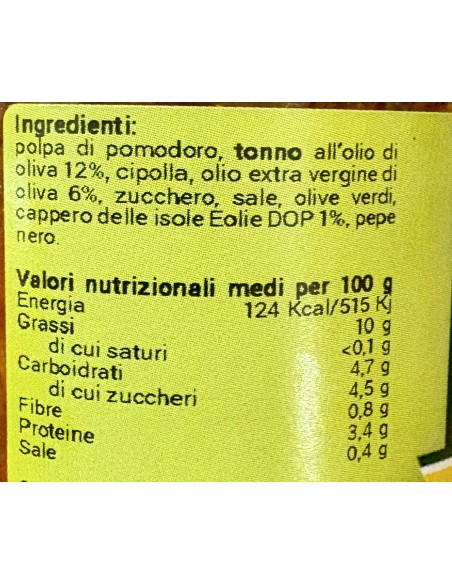 Ingredienti:
polpa di pomodoro, tonno all'olio di
oliva 12%, cipolla, olio extra vergine di
oliva 6%, zucchero, sale, olive verdi,
cappero delle isole Eolie DOP 1%, pepe
nero.
Valori nutrizionali medi per 100 g
Energia 124 Kcal/515 Kj
Grassi 10 g
di cui saturi <0,1 g
Carboidrati 4,7 g
di cui zuccheri 4,5 g
Fibre 0,8 g
Proteine 3,4 g
Sale 0,4 g